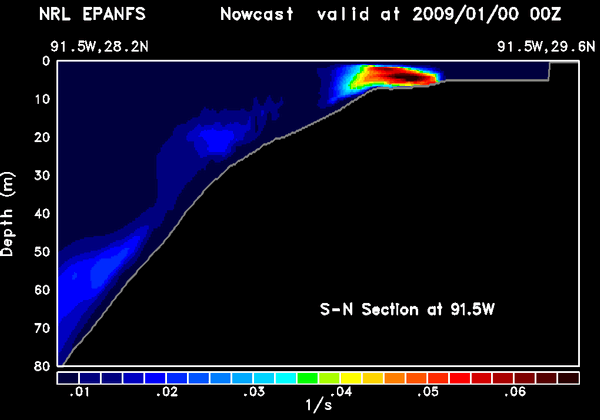 NRL EPANFS Nowcast valid at 2009/01/00 00Z
91.5W,28.2N 91.5W,29.6N
0
10
20
30
40
50
60
70
80
Depth (m)
S-N Section at 91.5W
.01 .02 .03 .04 .05 .06
1/s